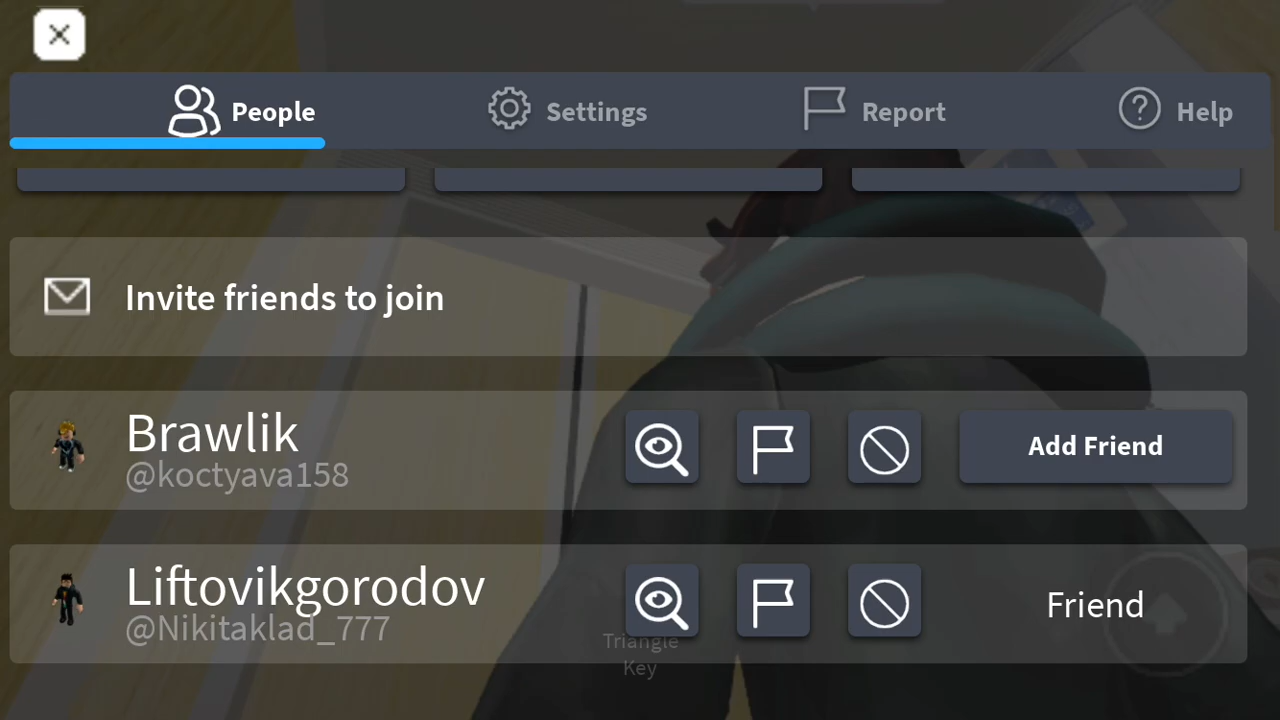 People
Settings
Report
Help
Invite friends to join
Brawlik
@koctyava158
Add Friend
Liftovikgorodov
@Nikitaklad_777
Friend
Triangle
Key